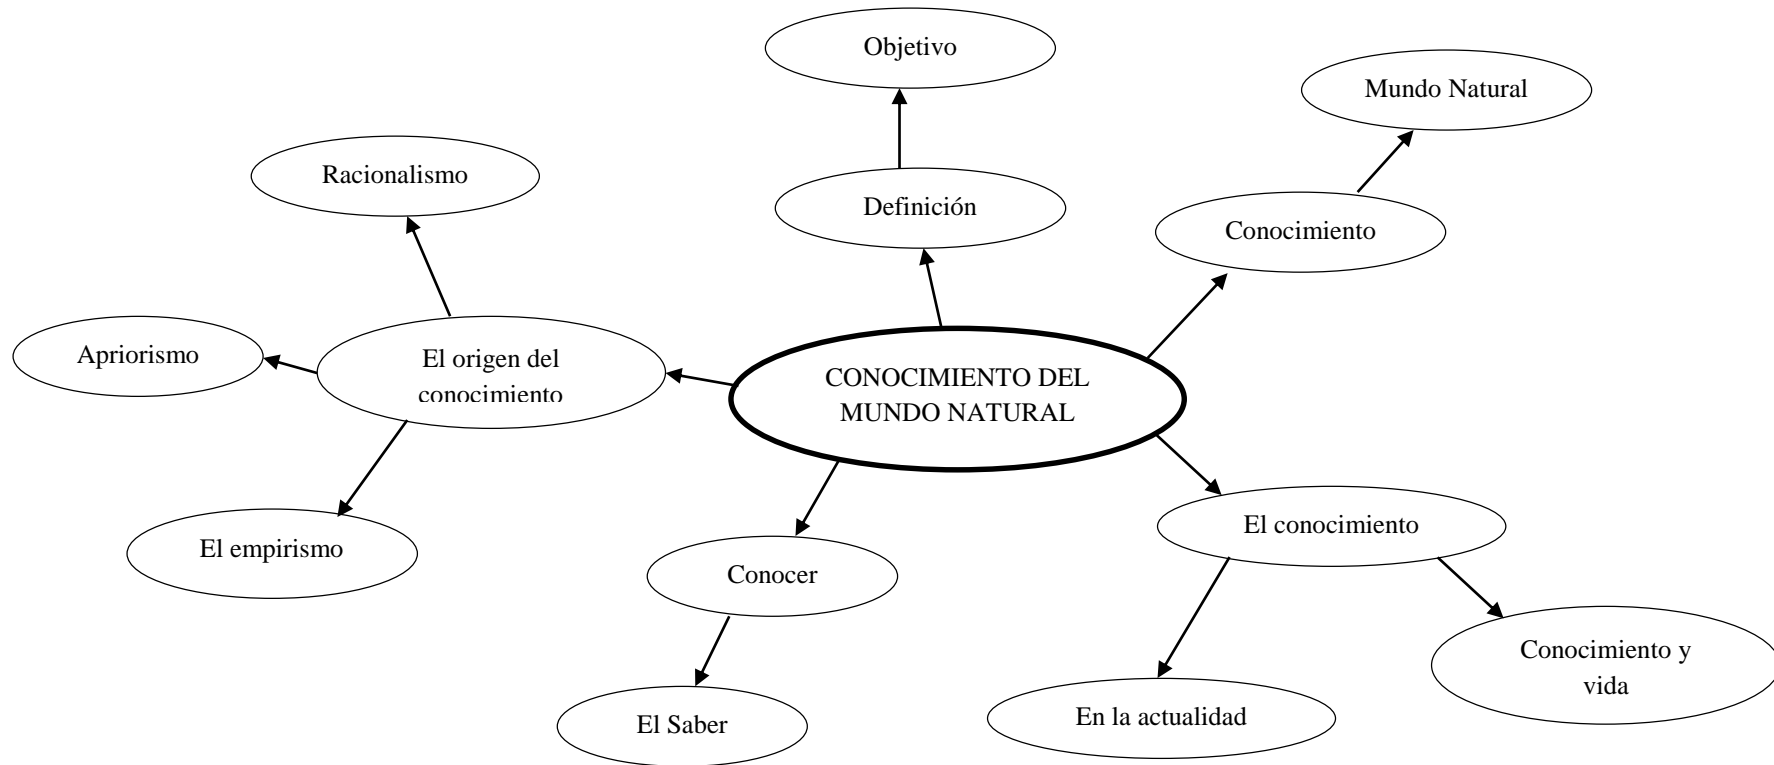 Objetivo
Mundo Natural
Racionalismo
Definición
Conocimiento
Apriorismo
El origen del
conocimiento
CONOCIMIENTO DEL
MUNDO NATURAL
El empirismo
Conocer
El conocimiento
El Saber
En la actualidad
Conocimiento y
vida